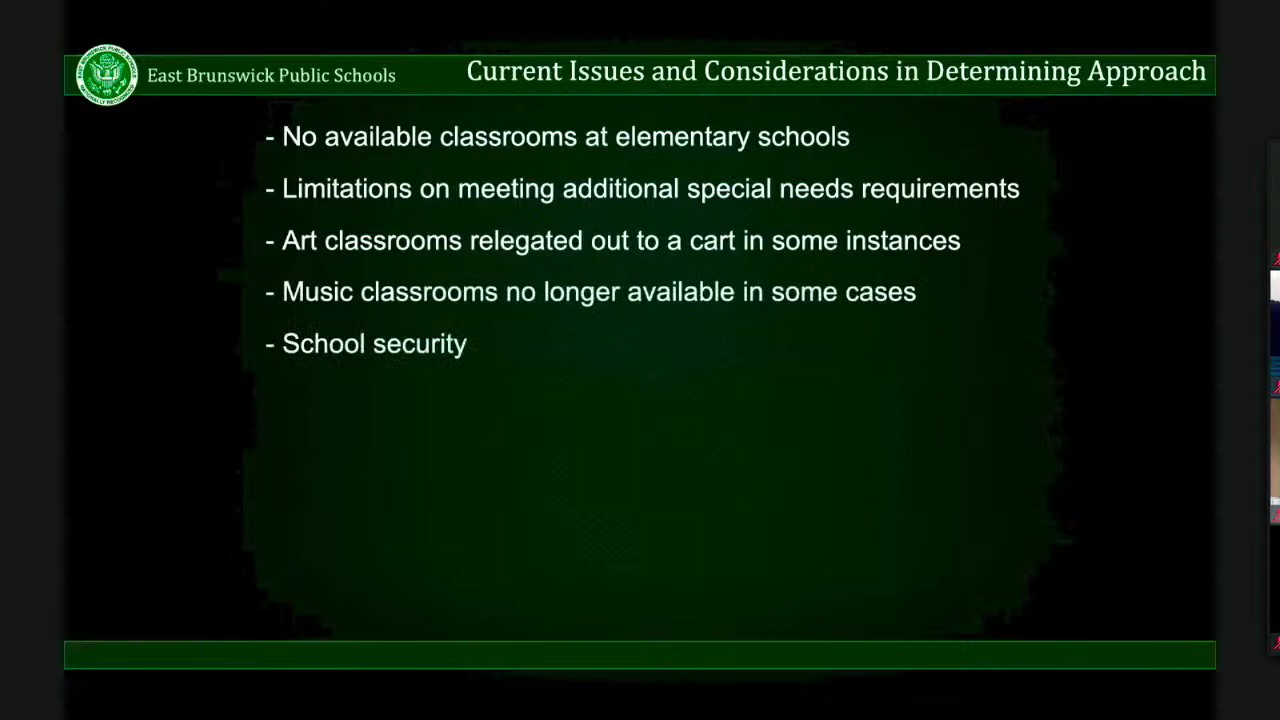 East Brunswick Public Schools
Current Issues and Considerations in Determining Approach
- No available classrooms at elementary schools
- Limitations on meeting additional special needs requirements
- Art classrooms relegated out to a cart in some instances
- Music classrooms no longer available in some cases
- School security